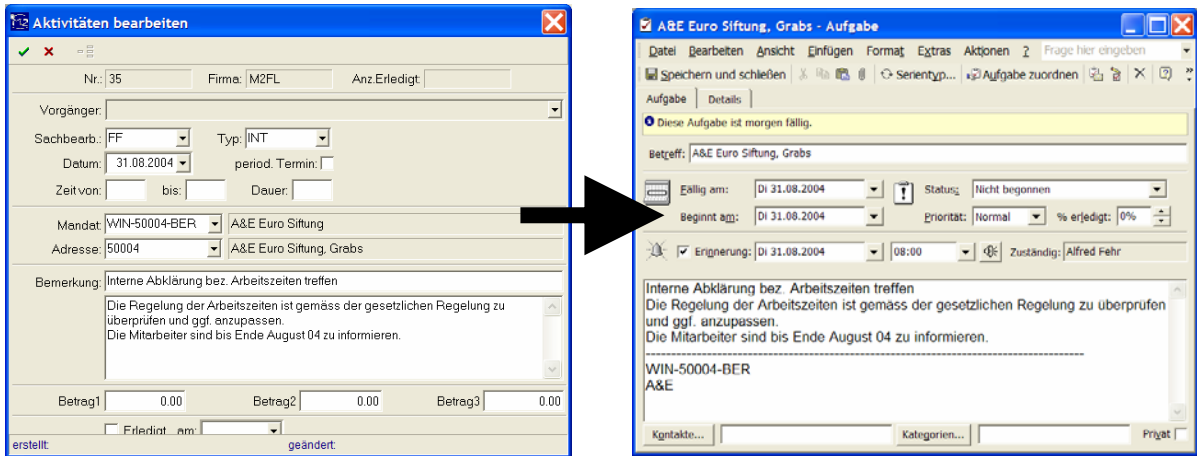 Aktivitäten bearbeiten
Nr.: 35 Firma: M2FL Anz.Erledigt:
Vorgänger:
Sachbearb.: FF Typ: INT
Datum: 31.08.2004 period. Termin:
Zeit von: bis: Dauer:
Mandat: WIN-50004-BER A&E Euro Siftung
Adresse: 50004 A&E Euro Siftung, Grabs
Bemerkung: Interne Abklärung bez. Arbeitszeiten treffen
Die Regelung der Arbeitszeiten ist gemäss der gesetzlichen Regelung zu
überprüfen und ggf. anzupassen.
Die Mitarbeiter sind bis Ende August 04 zu informieren.
Betrag1 0.00 Betrag2 0.00 Betrag3 0.00
Erledigt am:
erstellt: geändert:
A&E Euro Siftung, Grabs - Aufgabe
Datei Bearbeiten Ansicht Einfügen Format Extras Aktionen ? Frage hier eingeben
Speichern und schließen Serientyp... Aufgabe zuordnen
Aufgabe Details
Diese Aufgabe ist morgen fällig.
Betreff: A&E Euro Siftung, Grabs
Fällig am: Di 31.08.2004 Status: Nicht begonnen
Beginnt am: Di 31.08.2004 Priorität: Normal % erledigt: 0%
Erinnerung: Di 31.08.2004 08:00 Zuständig: Alfred Fehr
Interne Abklärung bez. Arbeitszeiten treffen
Die Regelung der Arbeitszeiten ist gemäss der gesetzlichen Regelung zu überprüfen
und ggf. anzupassen.
Die Mitarbeiter sind bis Ende August 04 zu informieren.
--------------------------------------------------------------------------------
WIN-50004-BER
A&E
Kontakte... Kategorien... Privat